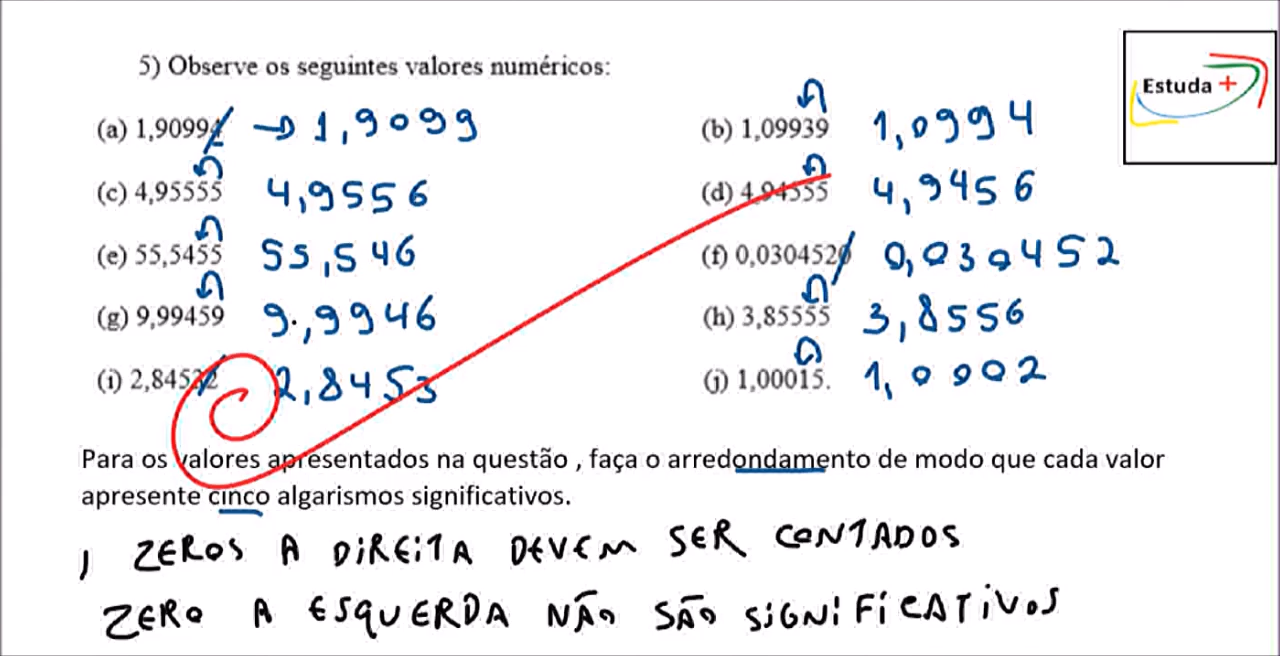 5) Observe os seguintes valores numéricos:
Estuda +
(a) 1,90994 → 1,9099 (b) 1,09939 1,0994
(c) 4,95555 4,9556 (d) 4,94555 4,9456
(e) 55,5455 55,546 (f) 0,0304520 0,030452
(g) 9,99459 9,9946 (h) 3,85555 3,8556
(i) 2,84522 2,8453 (j) 1,00015. 1,0002
Para os valores apresentados na questão , faça o arredondamento de modo que cada valor
apresente cinco algarismos significativos.
, ZEROS A DIREITA DEVEM SER CONTADOS
ZERO A ESQUERDA NÃO SÃO SIGNIFICATIVOS